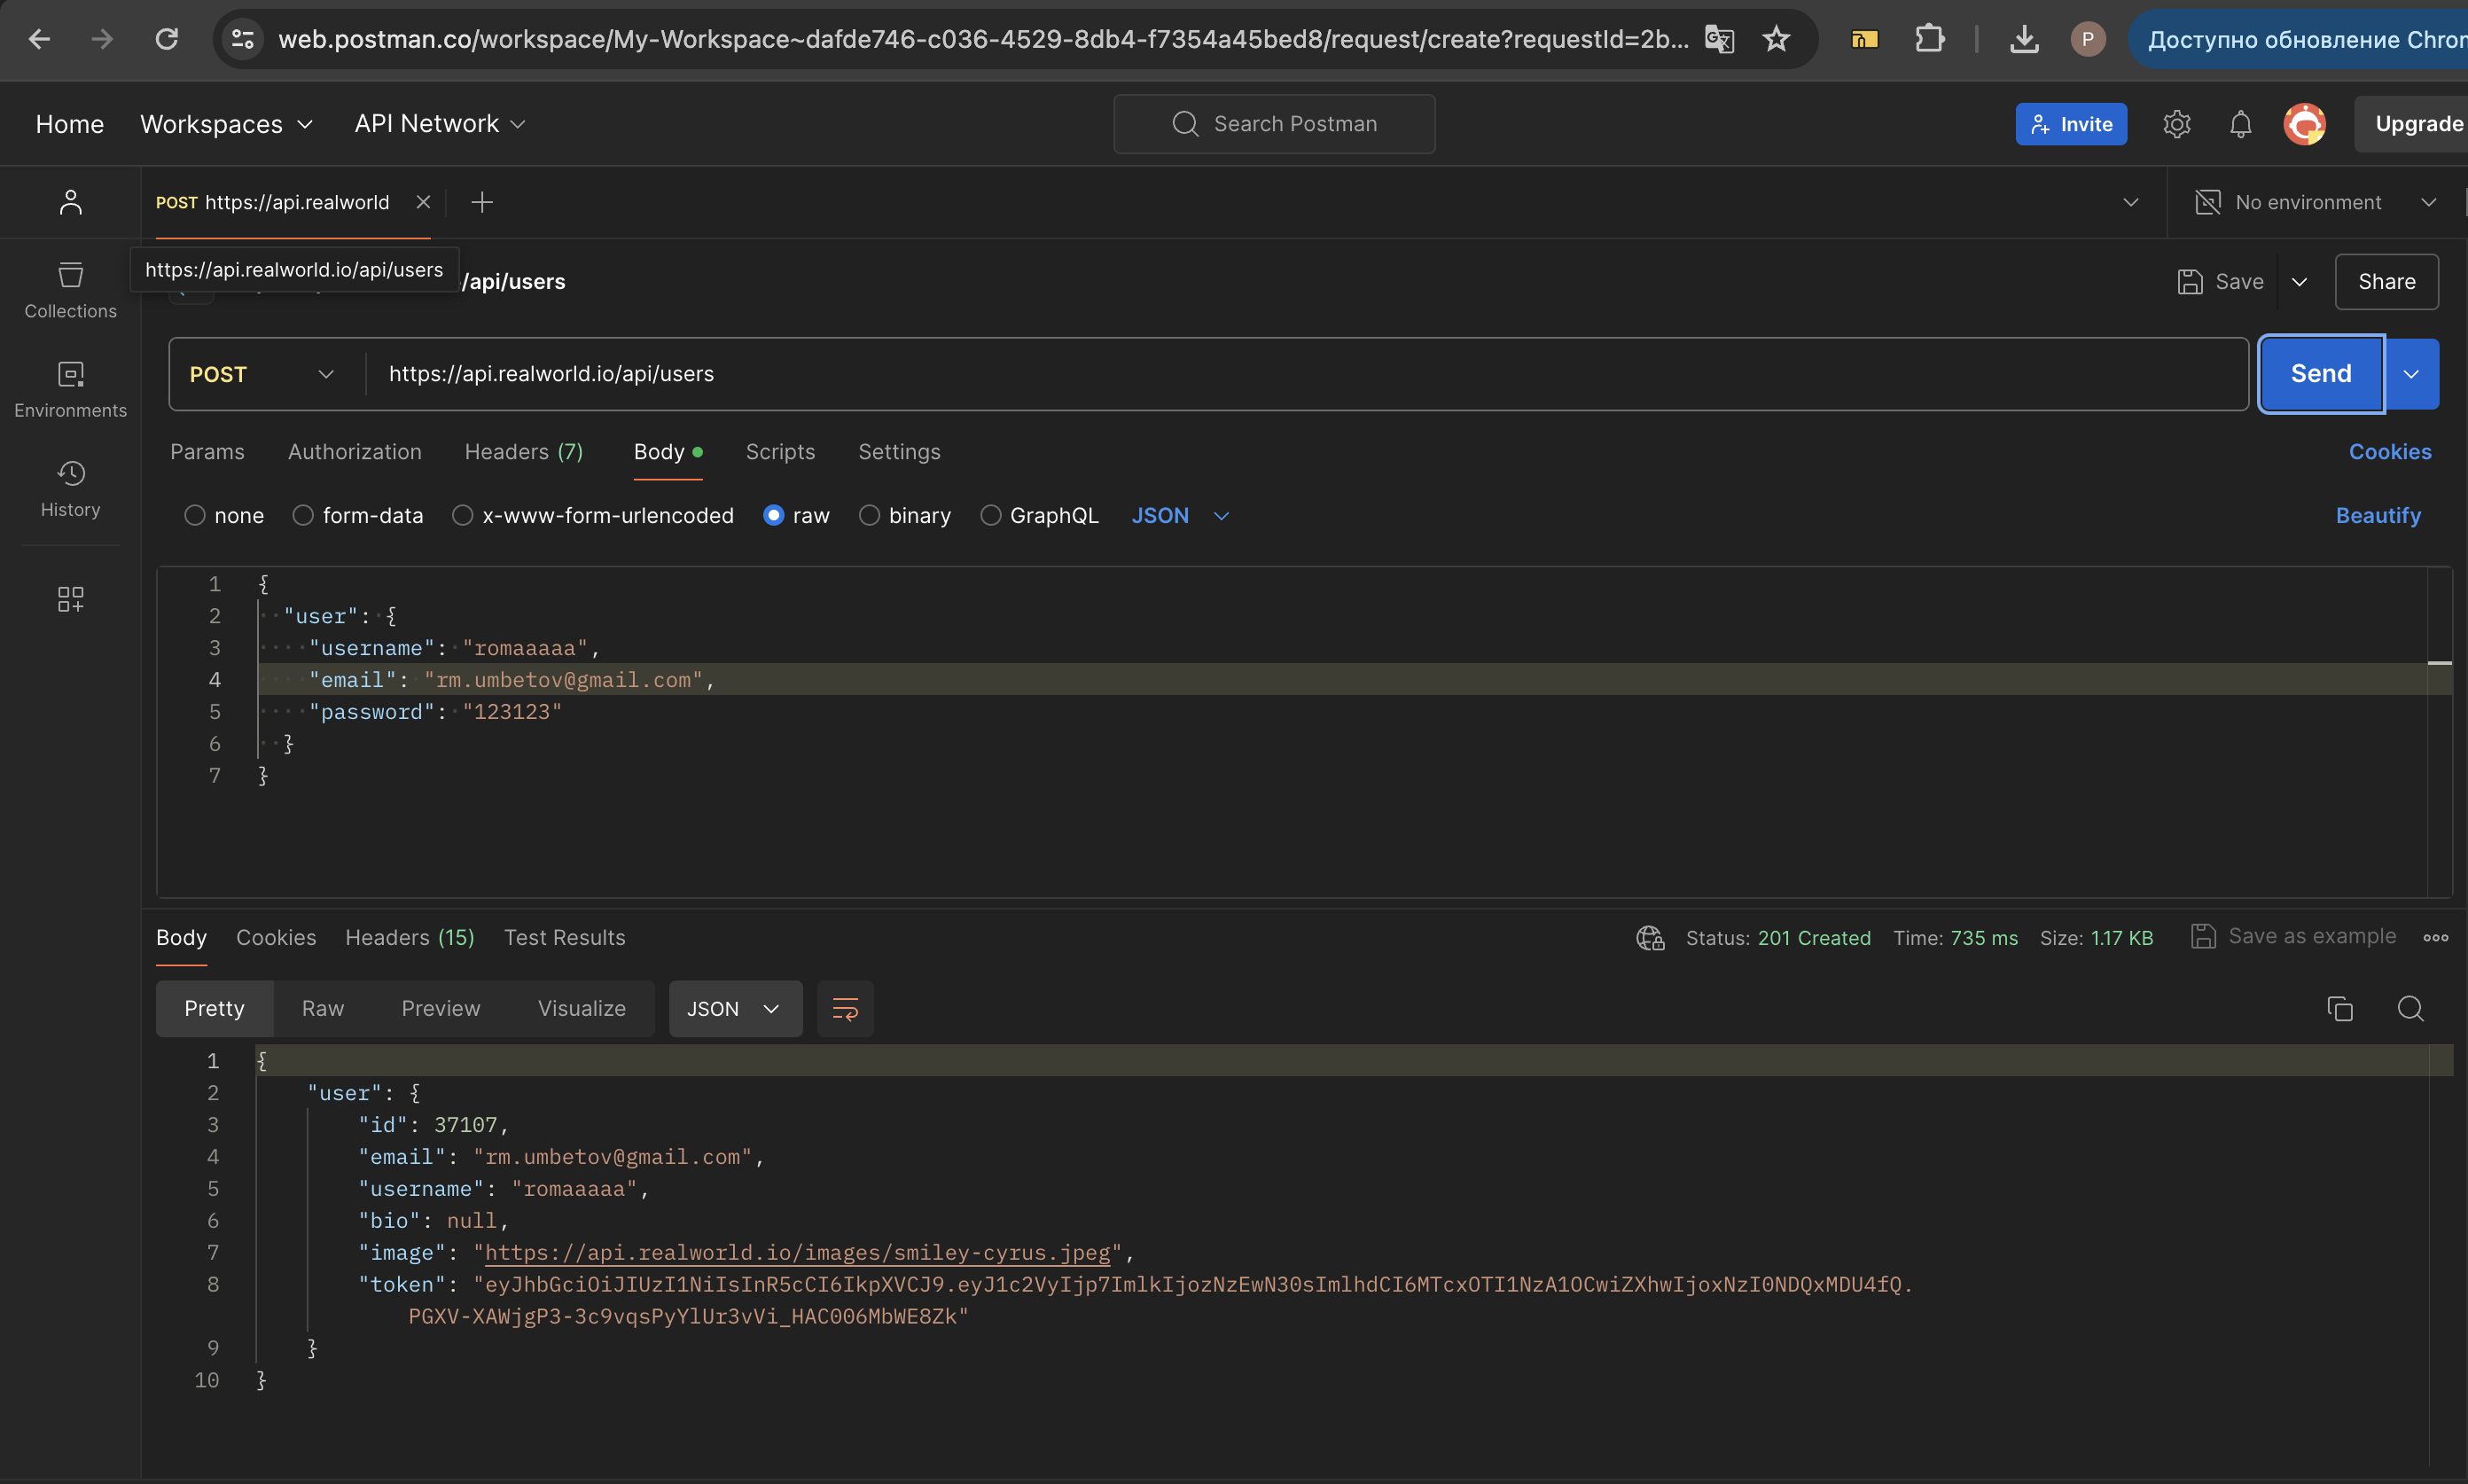 web.postman.co/workspace/My-Workspace~dafde746-c036-4529-8db4-f7354a45bed8/request/create?requestId=2b...
P
Доступно обновление Chron
Home
Workspaces
API Network
Search Postman
Invite
Upgrade
POST https://api.realworld
No environment
https://api.realworld.io/api/users
/api/users
Save
Share
Collections
Environments
History
POST
https://api.realworld.io/api/users
Send
Params
Authorization
Headers (7)
Body
Scripts
Settings
Cookies
none
form-data
x-www-form-urlencoded
raw
binary
GraphQL
JSON
Beautify
1 {
2 "user": {
3 "username": "romaaaaa",
4 "email": "rm.umbetov@gmail.com",
5 "password": "123123"
6 }
7 }
Body
Cookies
Headers (15)
Test Results
Status: 201 Created
Time: 735 ms
Size: 1.17 KB
Save as example
Pretty
Raw
Preview
Visualize
JSON
1 {
2 "user": {
3 "id": 37107,
4 "email": "rm.umbetov@gmail.com",
5 "username": "romaaaaa",
6 "bio": null,
7 "image": "https://api.realworld.io/images/smiley-cyrus.jpeg",
8 "token": "eyJhbGciOiJIUzI1NiIsInR5cCI6IkpXVCJ9.eyJ1c2VyIjp7ImlkIjozNzEwN30sImlhdCI6MTcxOTI1NzA1OCwiZXhwIjoxNzI0NDQxMDU4fQ.
PGXV-XAWjgP3-3c9vqsPyYlUr3vVi_HAC006MbWE8Zk"
9 }
10 }